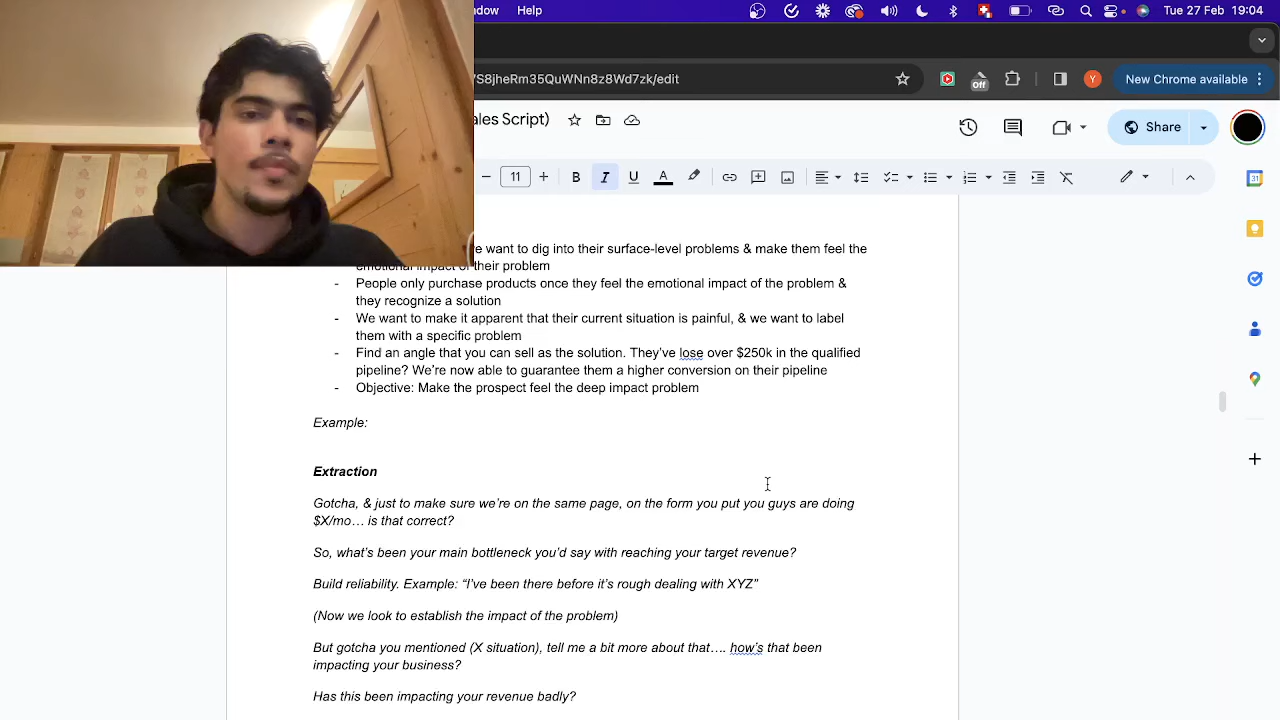 ndow Help Tue 27 Feb 19:04
/S8jheRm35QuWNn8z8Wd7zk/edit Off Y New Chrome available
ales Script) Share
11 B I U A 31
want to dig into their surface-level problems & make them feel the
emotional impact of their problem
- People only purchase products once they feel the emotional impact of the problem &
they recognize a solution
- We want to make it apparent that their current situation is painful, & we want to label
them with a specific problem
- Find an angle that you can sell as the solution. They've lose over $250k in the qualified
pipeline? We're now able to guarantee them a higher conversion on their pipeline
- Objective: Make the prospect feel the deep impact problem
Example:
Extraction
Gotcha, & just to make sure we're on the same page, on the form you put you guys are doing
$X/mo… is that correct?
So, what's been your main bottleneck you'd say with reaching your target revenue?
Build reliability. Example: “I've been there before it's rough dealing with XYZ”
(Now we look to establish the impact of the problem)
But gotcha you mentioned (X situation), tell me a bit more about that…. how's that been
impacting your business?
Has this been impacting your revenue badly?